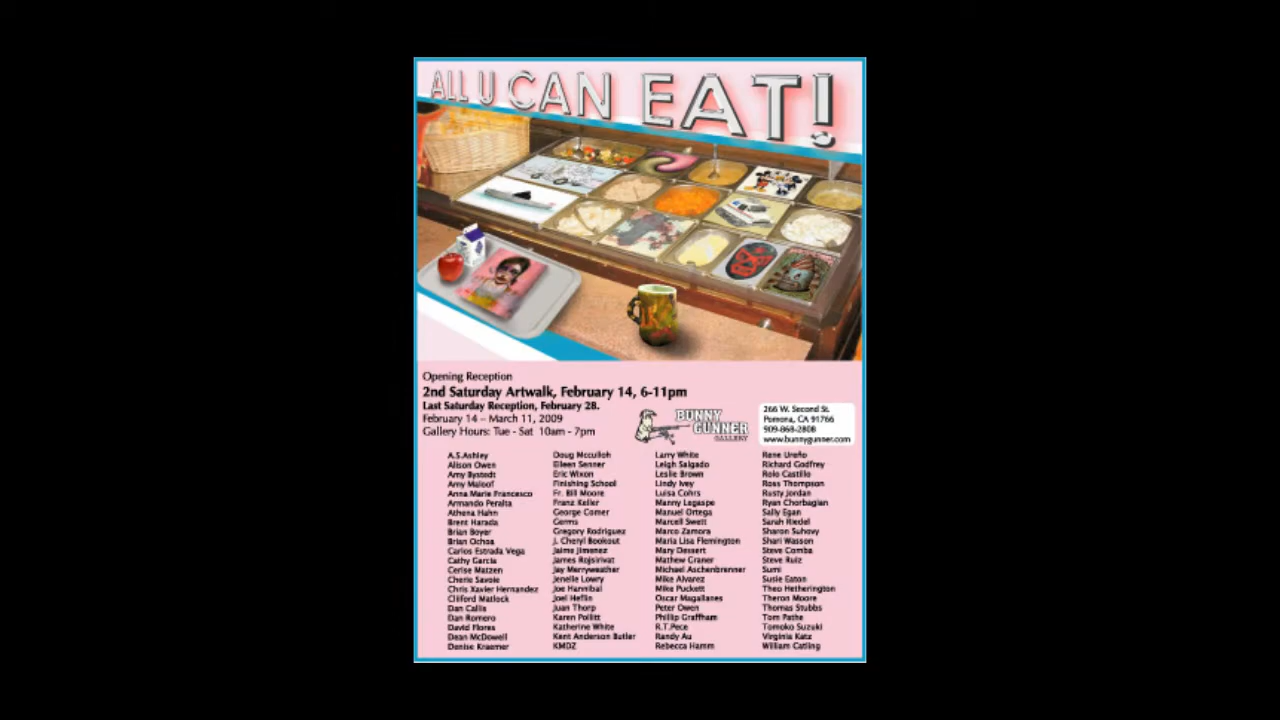 ALL U CAN EAT!
Opening Reception
2nd Saturday Artwalk, February 14, 6-11pm
Last Saturday Reception, February 28.
February 14 – March 11, 2009
Gallery Hours: Tue - Sat 10am - 7pm
BUNNY
GUNNER
GALLERY
266 W. Second St.
Pomona, CA 91766
909-868-2808
www.bunnygunner.com
A.S.Ashley
Alison Owen
Amy Bystedt
Amy Maloof
Anna Marie Francesco
Armando Peralta
Athena Hahn
Brent Harada
Brian Boyer
Brian Ochoa
Carlos Estrada Vega
Cathy Garcia
Cerise Matzen
Cherie Savoie
Chris Xavier Hernandez
Clifford Matlock
Dan Callis
Dan Romero
David Flores
Dean McDowell
Denise Kraemer
Doug Mcculloh
Eileen Senner
Eric Wixon
Finishing School
Fr. Bill Moore
Franz Keller
George Comer
Germs
Gregory Rodriguez
J. Cheryl Bookout
Jaime Jimenez
James Rojsirivat
Jay Merryweather
Jenelle Lowry
Joe Hannibal
Joel Heflin
Juan Thorp
Karen Pollitt
Katherine White
Kent Anderson Butler
KMDZ
Larry White
Leigh Salgado
Leslie Brown
Lindy Ivey
Luisa Cohrs
Manny Legaspe
Manuel Ortega
Marcell Swett
Marco Zamora
Maria Lisa Flemington
Mary Dessert
Mathew Graner
Michael Aschenbrenner
Mike Alvarez
Mike Puckett
Oscar Magallanes
Peter Owen
Phillip Graffham
R.T.Pece
Randy Au
Rebecca Hamm
Rene Ureño
Richard Godfrey
Rolo Castillo
Ross Thompson
Rusty Jordan
Ryan Chorbagian
Sally Egan
Sarah Riedel
Sharon Suhovy
Shari Wasson
Steve Comba
Steve Ruiz
Sumi
Susie Eaton
Theo Hetherington
Theron Moore
Thomas Stubbs
Tom Pathe
Tomoko Suzuki
Virginia Katz
William Catling